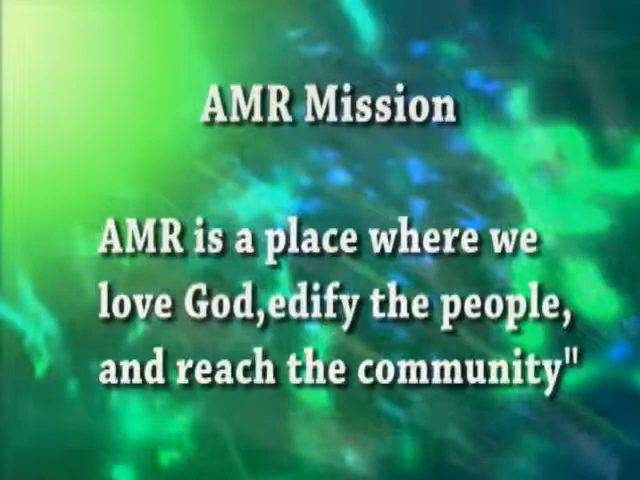 AMR Mission
AMR is a place where we
love God,edify the people,
and reach the community"